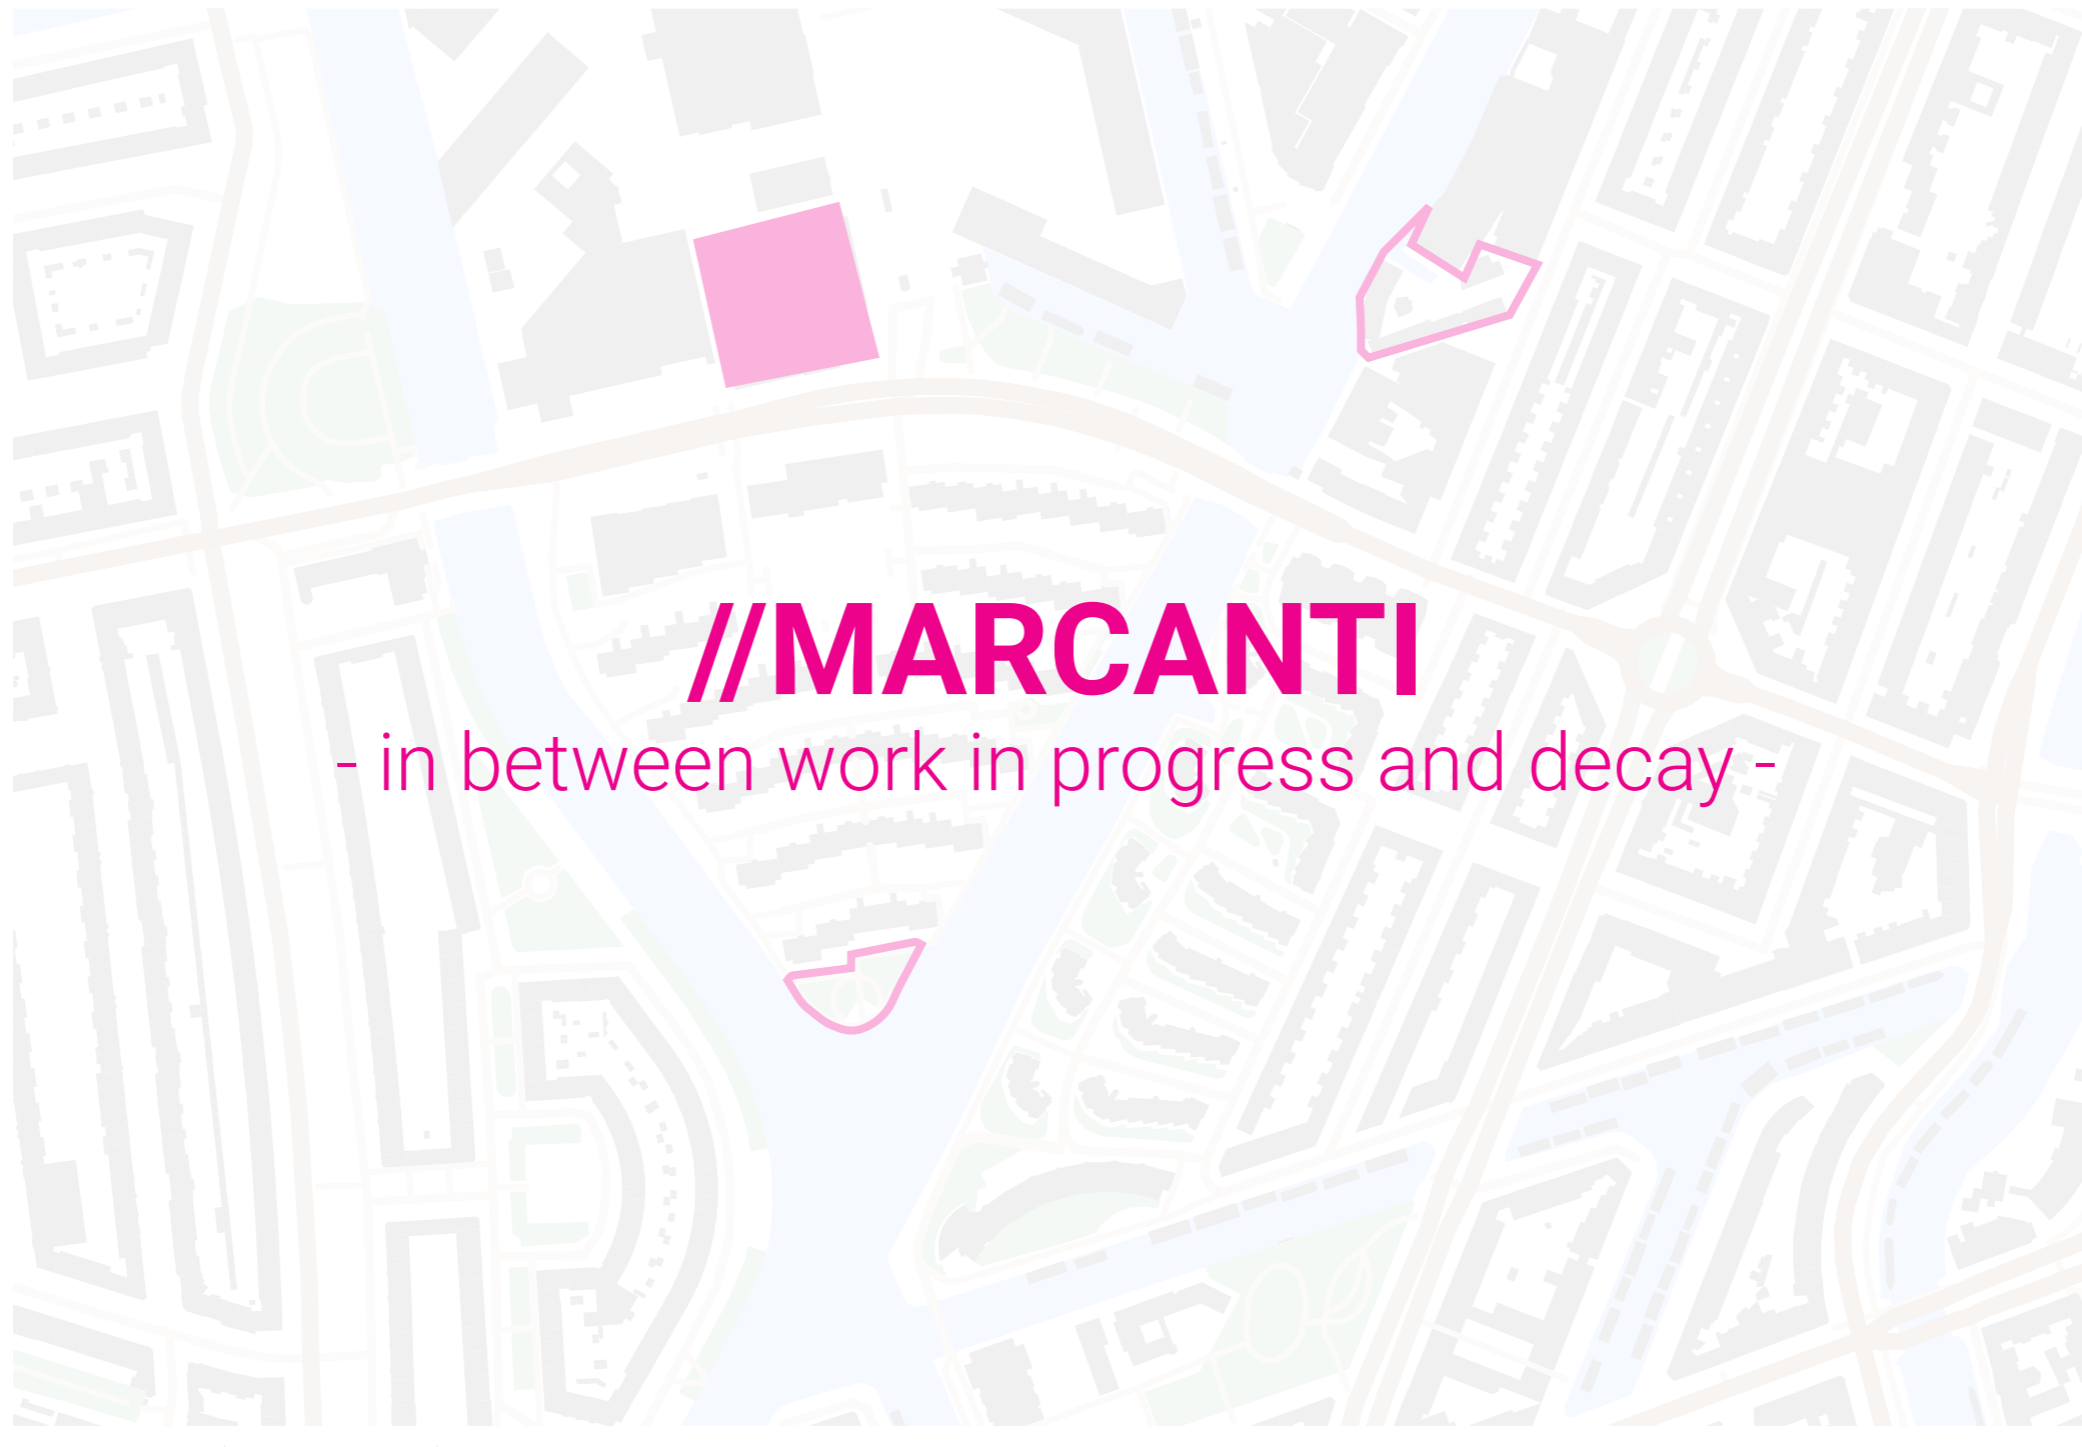 //MARCANTI
- in between work in progress and decay -